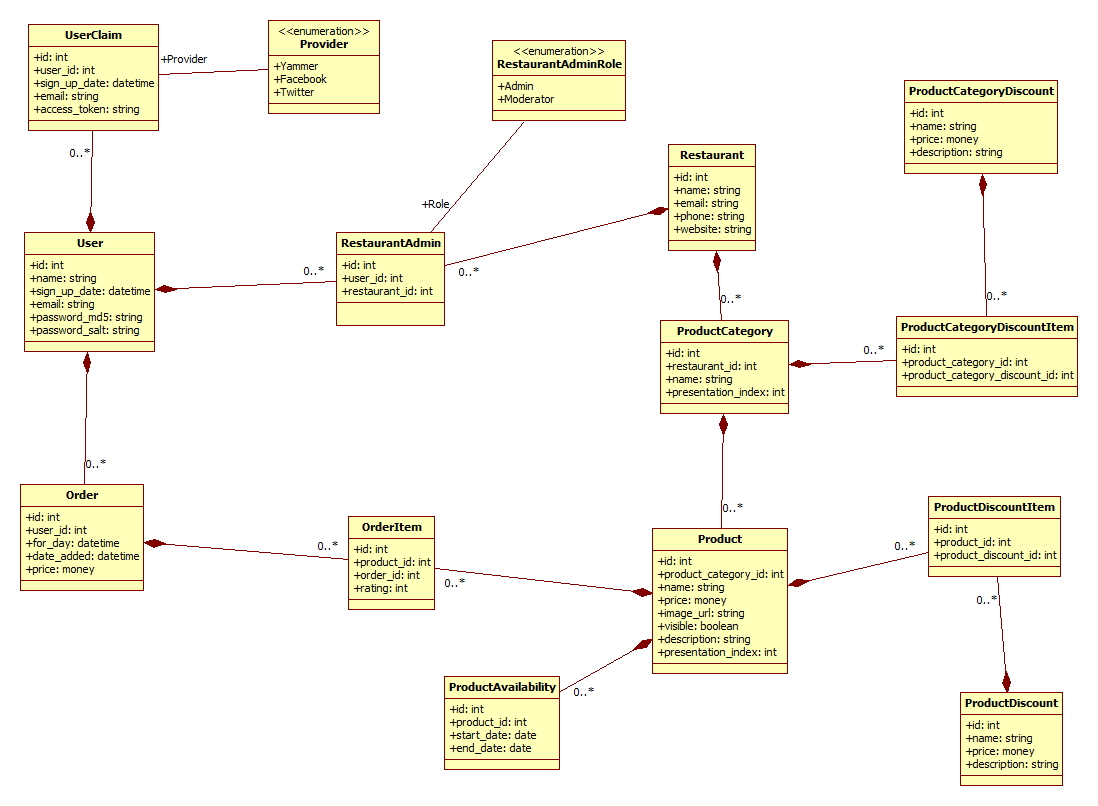 UserClaim
+id: int
+user_id: int
+sign_up_date: datetime
+email: string
+access_token: string
0..*
+Provider
<<enumeration>>
Provider
+Yammer
+Facebook
+Twitter
<<enumeration>>
RestaurantAdminRole
+Admin
+Moderator
+Role
ProductCategoryDiscount
+id: int
+name: string
+price: money
+description: string
0..*
Restaurant
+id: int
+name: string
+email: string
+phone: string
+website: string
0..*
User
+id: int
+name: string
+sign_up_date: datetime
+email: string
+password_md5: string
+password_salt: string
0..*
RestaurantAdmin
+id: int
+user_id: int
+restaurant_id: int
0..*
0..*
ProductCategory
+id: int
+restaurant_id: int
+name: string
+presentation_index: int
0..*
ProductCategoryDiscountItem
+id: int
+product_category_id: int
+product_category_discount_id: int
0..*
Order
+id: int
+user_id: int
+for_day: datetime
+date_added: datetime
+price: money
0..*
OrderItem
+id: int
+product_id: int
+order_id: int
+rating: int
0..*
Product
+id: int
+product_category_id: int
+name: string
+price: money
+image_url: string
+visible: boolean
+description: string
+presentation_index: int
0..*
ProductDiscountItem
+id: int
+product_id: int
+product_discount_id: int
0..*
ProductAvailability
+id: int
+product_id: int
+start_date: date
+end_date: date
0..*
ProductDiscount
+id: int
+name: string
+price: money
+description: string